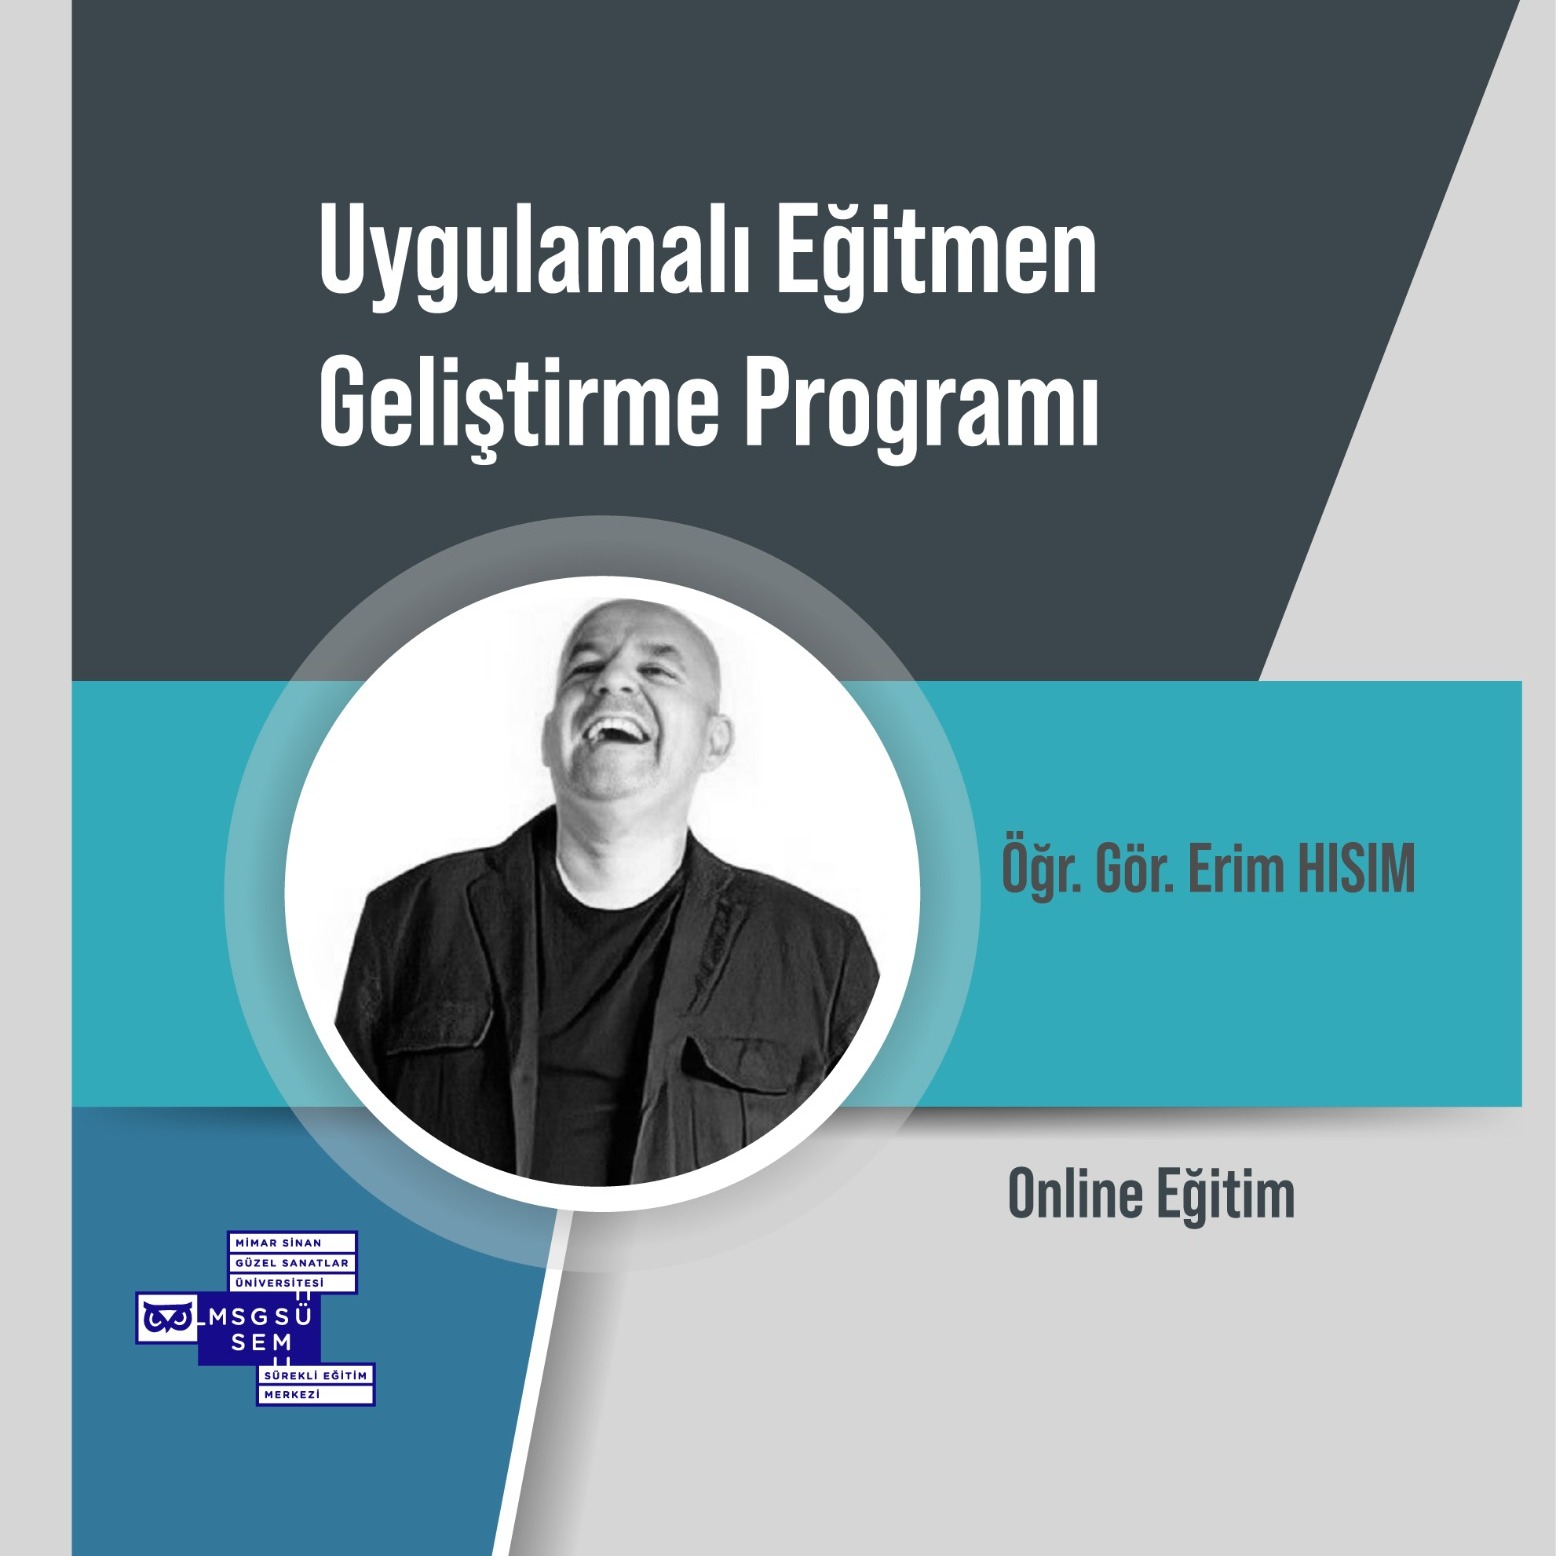 Uygulamalı Eğitmen
Geliştirme Programı
Öğr. Gör. Erim HISIM
Online Eğitim
MİMAR SİNAN
GÜZEL SANATLAR
ÜNİVERSİTESİ
MSGSÜ
SEM
SÜREKLİ EĞİTİM
MERKEZİ